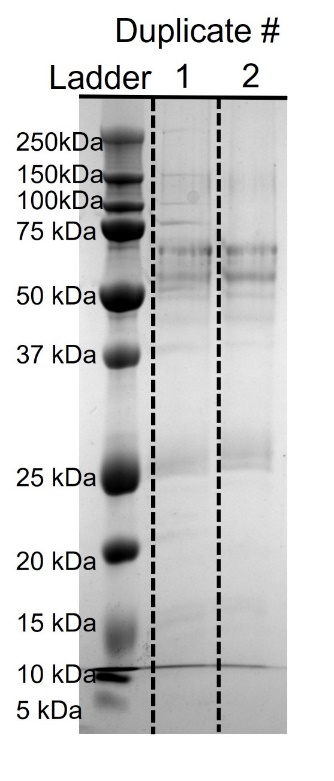 Duplicate #
Ladder 1 2
250kDa
150kDa
100kDa
75 kDa
50 kDa
37 kDa
25 kDa
20 kDa
15 kDa
10 kDa
5 kDa